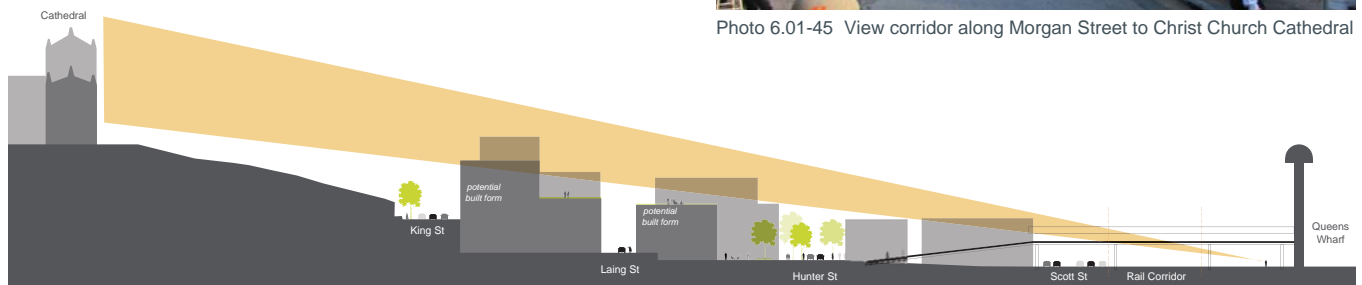 Cathedral
Photo 6.01-45 View corridor along Morgan Street to Christ Church Cathedral
potential
built form
potential
built form
King St
Queens
Wharf
Laing St
Hunter St
Scott St
Rail Corridor